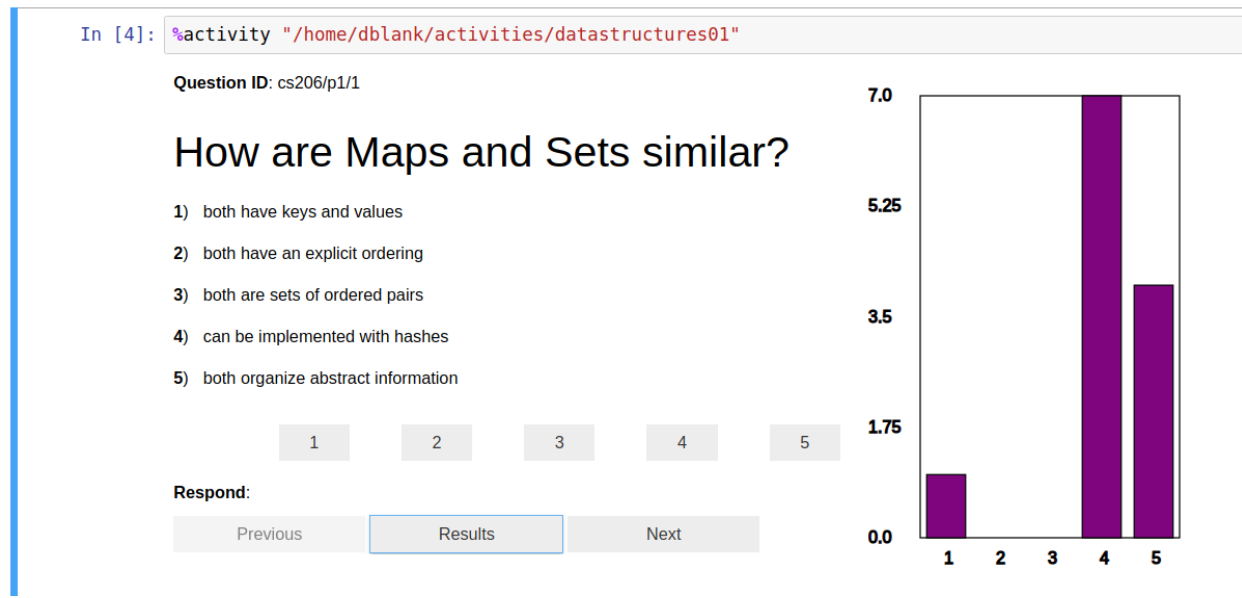 In [4]: %activity "/home/dblank/activities/datastructures01"
Question ID: cs206/p1/1
How are Maps and Sets similar?
1) both have keys and values
2) both have an explicit ordering
3) both are sets of ordered pairs
4) can be implemented with hashes
5) both organize abstract information
1 2 3 4 5
Respond:
Previous Results Next
7.0
5.25
3.5
1.75
0.0
1 2 3 4 5